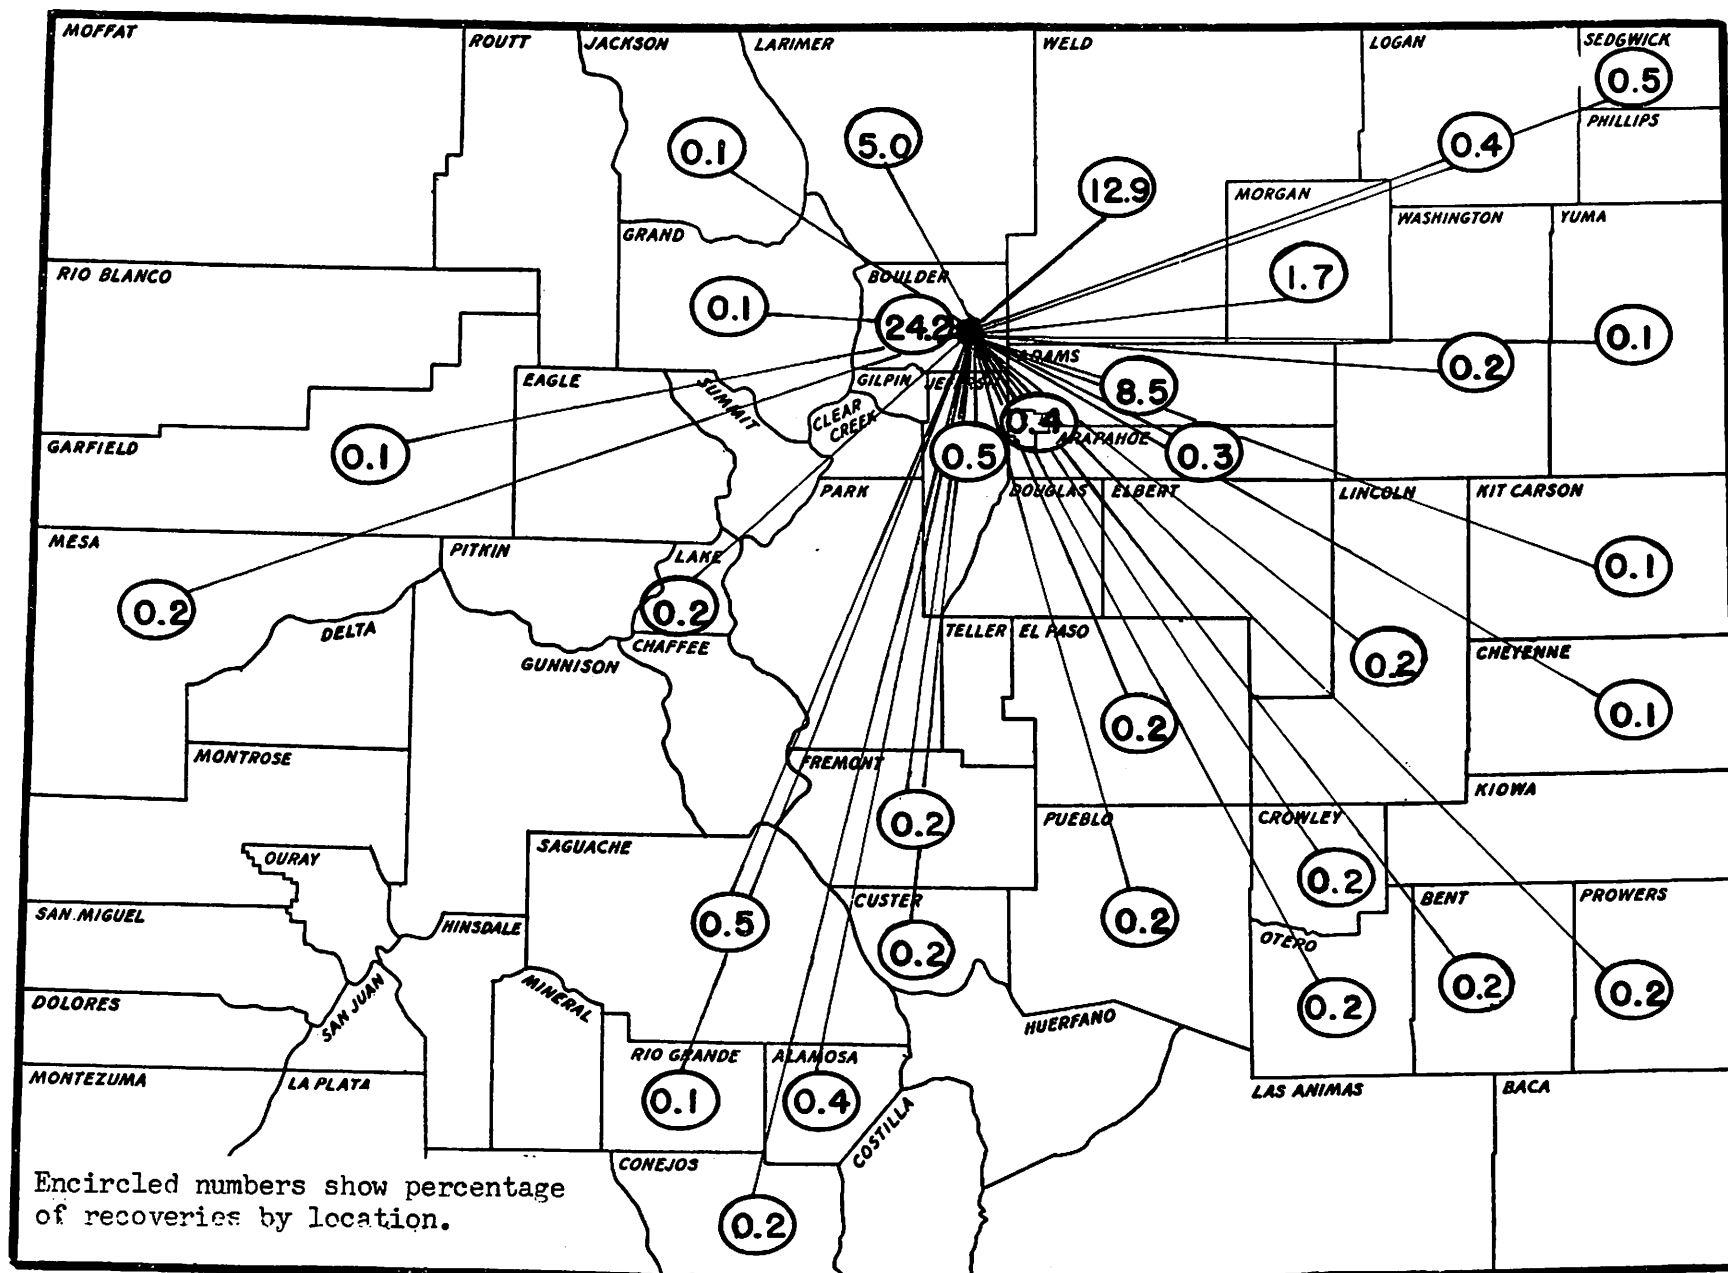 MOFFAT
ROUTT
JACKSON
LARIMER
WELD
LOGAN
SEDGWICK
0.5
PHILLIPS
0.1
5.0
0.4
12.9
MORGAN
WASHINGTON
YUMA
GRAND
RIO BLANCO
BOULDER
1.7
0.1
24.2
0.1
ADAMS
0.2
EAGLE
SUMMIT
GILPIN
8.5
CLEAR
CREEK
0.4
ARAPAHOE
GARFIELD
0.1
0.5
0.3
PARK
DOUGLAS
ELBERT
LINCOLN
KIT CARSON
MESA
PITKIN
LAKE
0.1
0.2
0.2
DELTA
GUNNISON
CHAFFEE
TELLER
EL PASO
0.2
CHEYENNE
0.2
0.1
MONTROSE
FREMONT
KIOWA
0.2
PUEBLO
CROWLEY
OURAY
SAGUACHE
0.2
SAN MIGUEL
HINSDALE
0.5
CUSTER
0.2
0.2
BENT
PROWERS
OTERO
0.2
0.2
0.2
DOLORES
SAN JUAN
MINERAL
HUERFANO
RIO GRANDE
ALAMOSA
MONTEZUMA
LA PLATA
0.1
0.4
COSTILLA
LAS ANIMAS
BACA
CONEJOS
0.2
Encircled numbers show percentage
of recoveries by location.